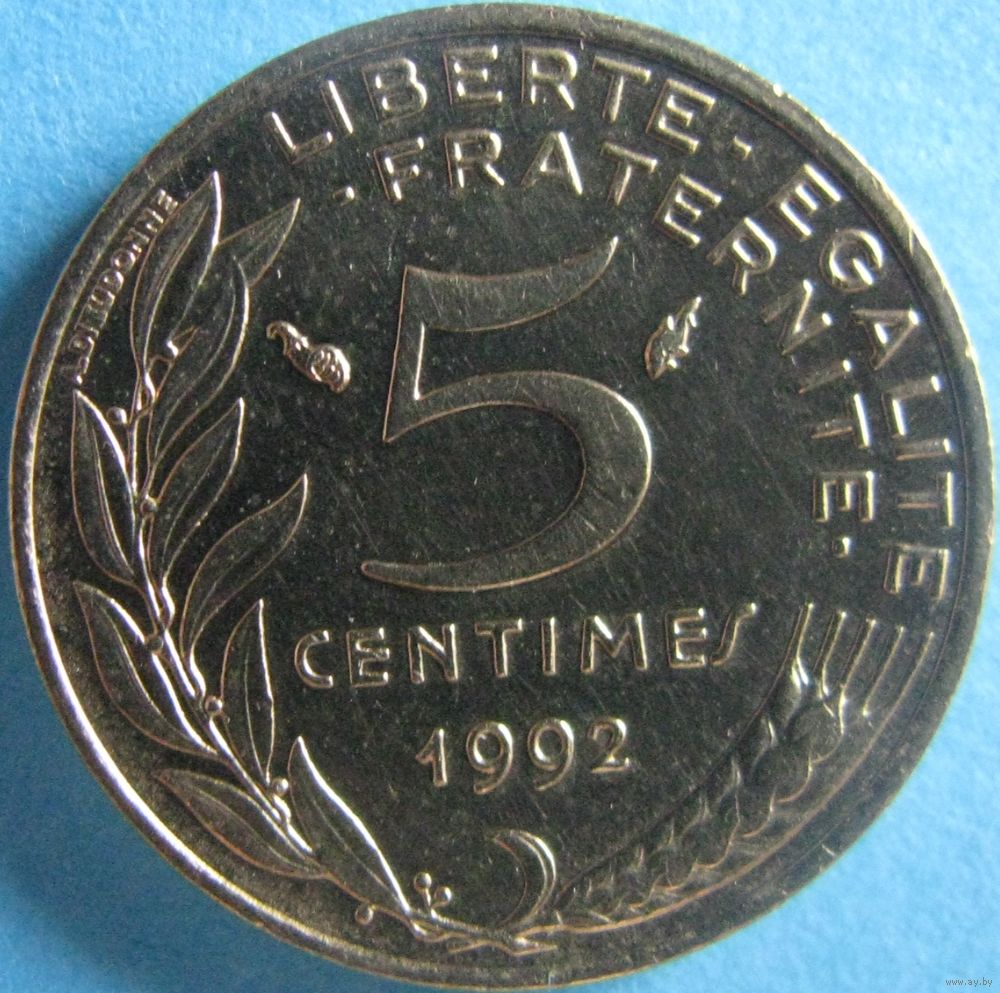 LIBERTE - EGALITE
· FRATERNITE ·
A. DIEUDONNE
5
CENTIMES
1992
www.ay.by